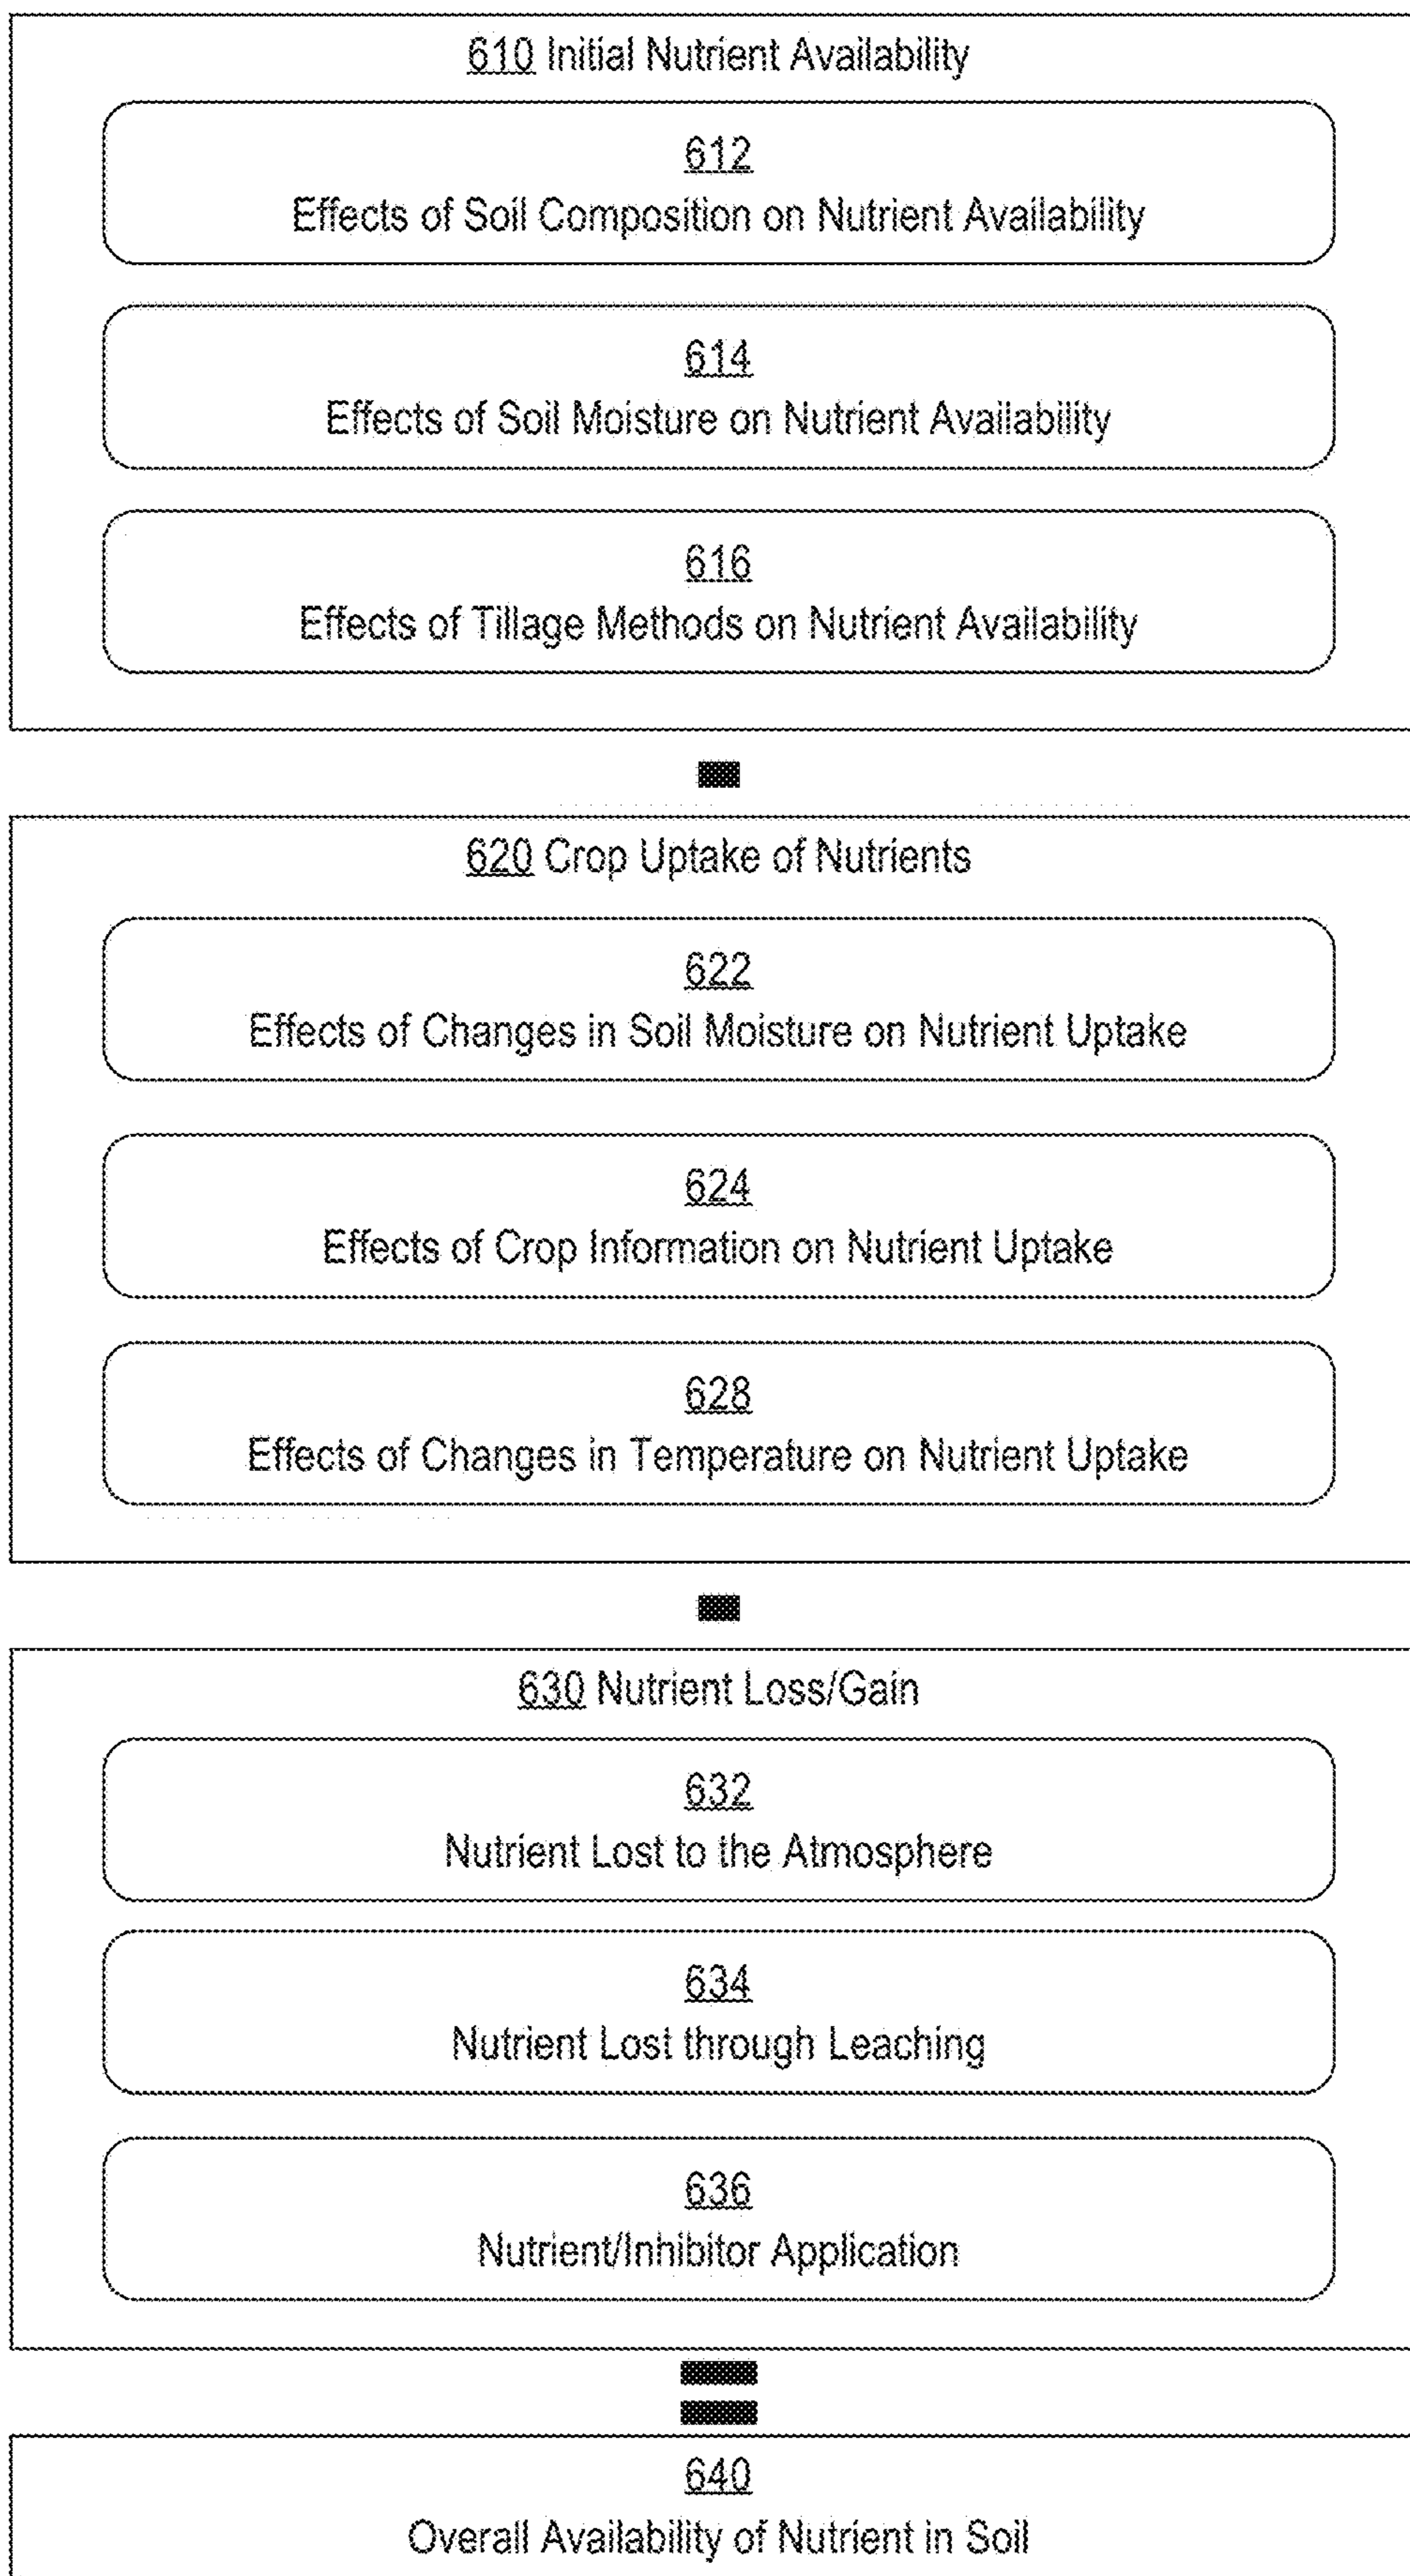 610 Initial Nutrient Availability
612
Effects of Soil Composition on Nutrient Availability
614
Effects of Soil Moisture on Nutrient Availability
616
Effects of Tillage Methods on Nutrient Availability
-
620 Crop Uptake of Nutrients
622
Effects of Changes in Soil Moisture on Nutrient Uptake
624
Effects of Crop Information on Nutrient Uptake
628
Effects of Changes in Temperature on Nutrient Uptake
-
630 Nutrient Loss/Gain
632
Nutrient Lost to the Atmosphere
634
Nutrient Lost through Leaching
636
Nutrient/Inhibitor Application
=
640
Overall Availability of Nutrient in Soil